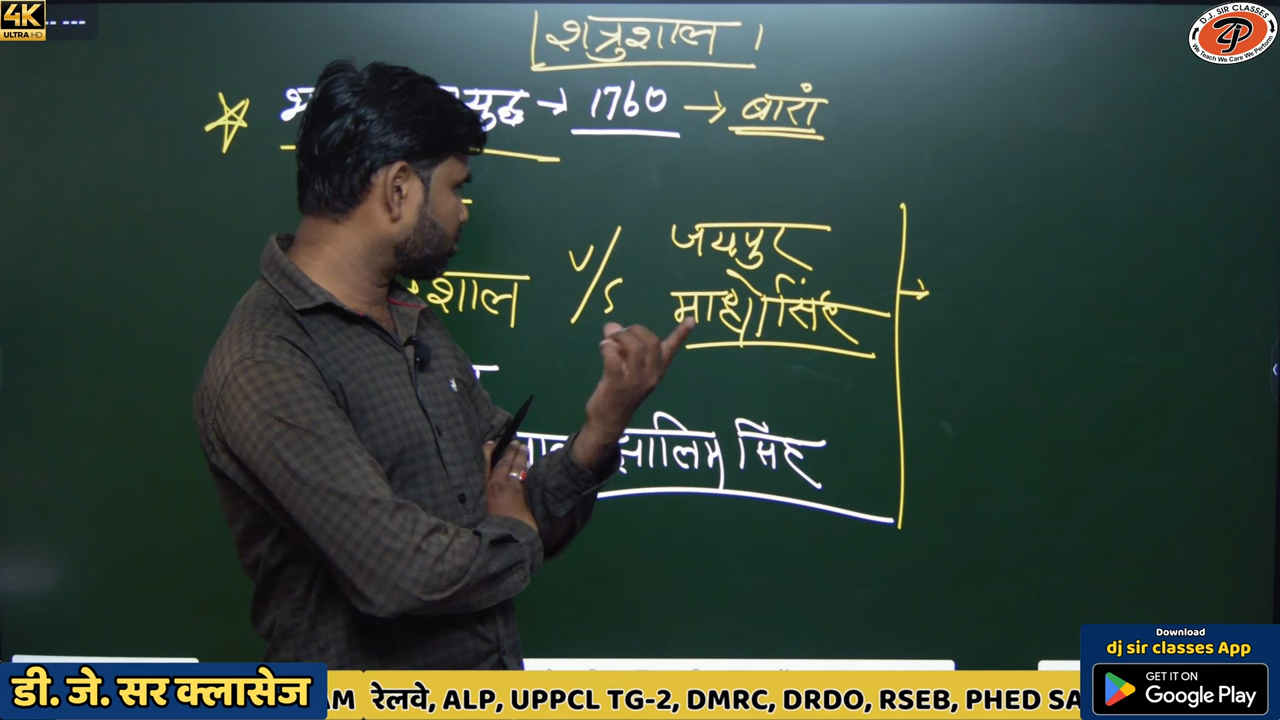 4K
ULTRA HD
D.J. SIR CLASSES
We Teach We Care We Perform
शत्रुशाल
युद्ध → 1760 → बारां
जयपुर
शाल v/s माधोसिंह →
झालिम सिंह
Download
dj sir classes App
GET IT ON
Google Play
डी. जे. सर क्लासेज
AM रेलवे, ALP, UPPCL TG-2, DMRC, DRDO, RSEB, PHED SA